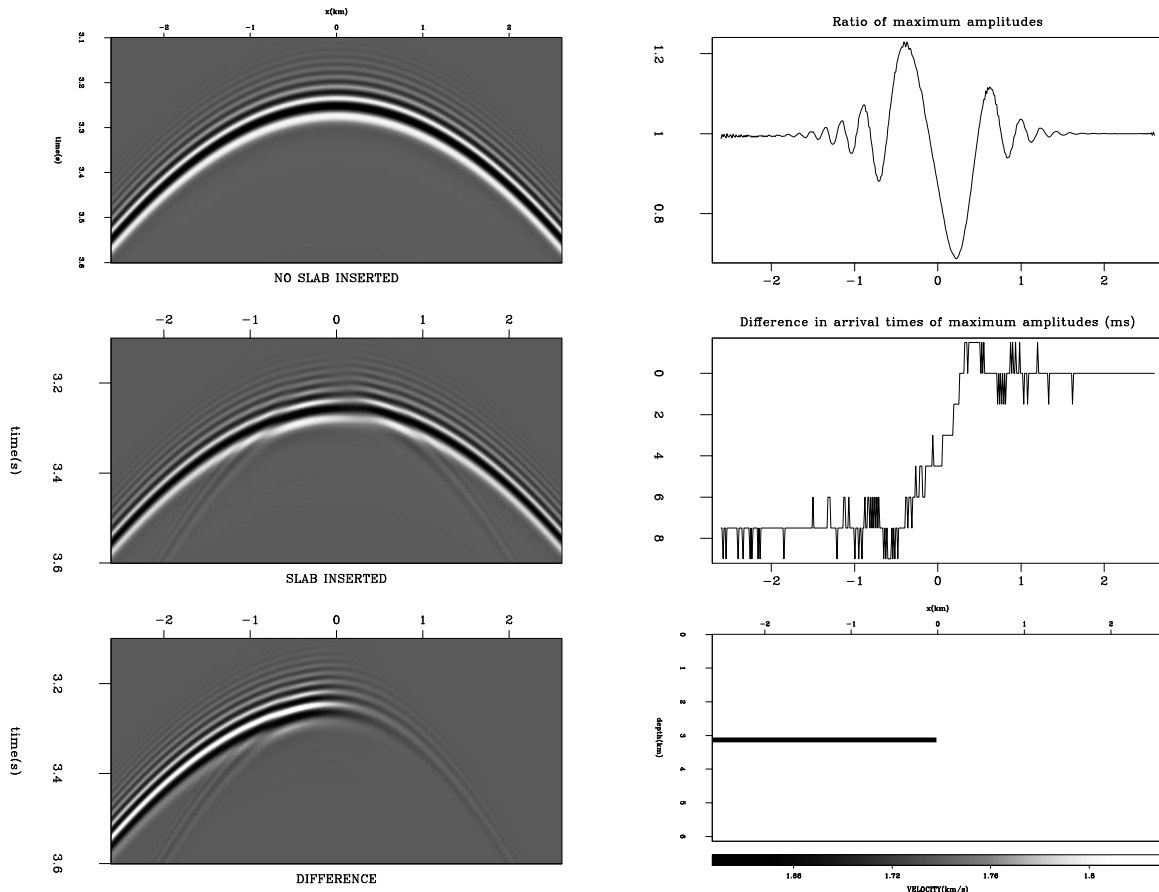 x(km)
-2 -1 0 1 2
3.1
3.2
3.3
3.4
3.5
3.6
time(s)
NO SLAB INSERTED
Ratio of maximum amplitudes
1.2
1
0.8
-2 -1 0 1 2
-2 -1 0 1 2
3.2
3.4
3.6
time(s)
SLAB INSERTED
Difference in arrival times of maximum amplitudes (ms)
0
2
4
6
8
-2 -1 0 1 2
-2 -1 0 1 2
3.2
3.4
3.6
time(s)
DIFFERENCE
x(km)
-2 -1 0 1 2
0
1
2
3
4
5
6
depth(km)
1.68 1.72 1.76 1.8
VELOCITY(km/s)